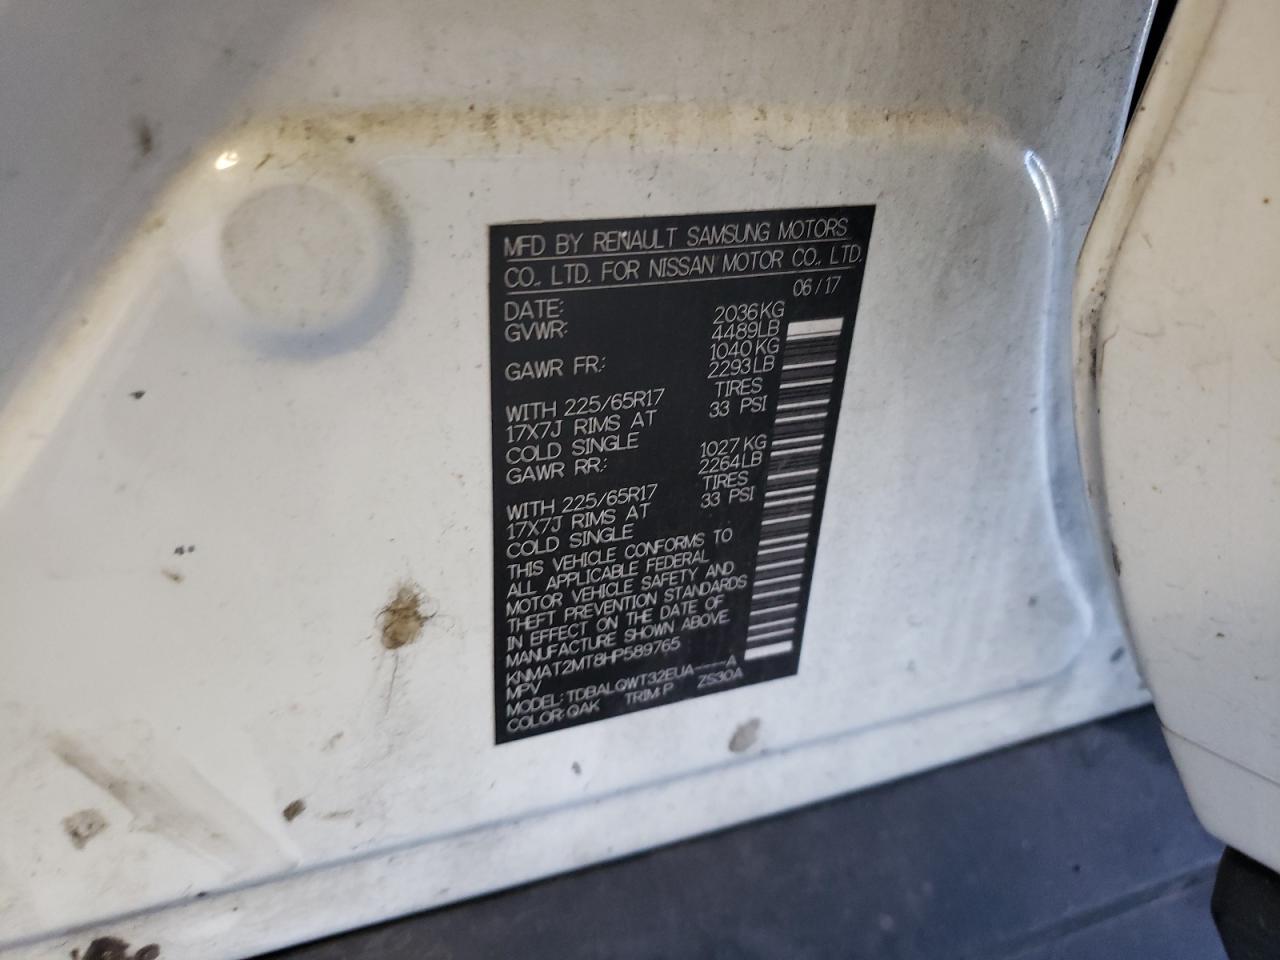 MFD BY RENAULT SAMSUNG MOTORS
CO., LTD. FOR NISSAN MOTOR CO., LTD.
DATE: 06/17
GVWR: 2036KG
4489LB
GAWR FR: 1040KG
2293LB
WITH 225/65R17 TIRES
17X7J RIMS AT 33 PSI
COLD SINGLE
GAWR RR: 1027KG
2264LB
WITH 225/65R17 TIRES
17X7J RIMS AT 33 PSI
COLD SINGLE
THIS VEHICLE CONFORMS TO
ALL APPLICABLE FEDERAL
MOTOR VEHICLE SAFETY AND
THEFT PREVENTION STANDARDS
IN EFFECT ON THE DATE OF
MANUFACTURE SHOWN ABOVE.
KNMAT2MT8HP589765
MPV
MODEL: TDBALQWT32EUA----A
COLOR: QAK TRIM: P ZS30A